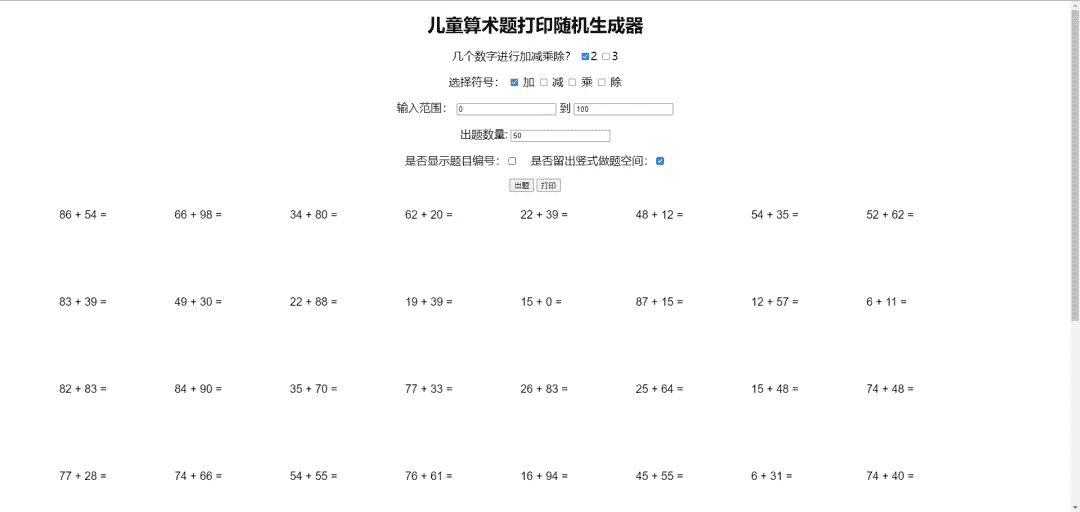 儿童算术题打印随机生成器
几个数字进行加减乘除? 2 3
选择符号: 加 减 乘 除
输入范围: 0 到 100
出题数量: 50
是否显示题目编号: 是否留出竖式做题空间:
出题 打印
86 + 54 = 66 + 98 = 34 + 80 = 62 + 20 = 22 + 39 = 48 + 12 = 54 + 35 = 52 + 62 =
83 + 39 = 49 + 30 = 22 + 88 = 19 + 39 = 15 + 0 = 87 + 15 = 12 + 57 = 6 + 11 =
82 + 83 = 84 + 90 = 35 + 70 = 77 + 33 = 26 + 83 = 25 + 64 = 15 + 48 = 74 + 48 =
77 + 28 = 74 + 66 = 54 + 55 = 76 + 61 = 16 + 94 = 45 + 55 = 6 + 31 = 74 + 40 =